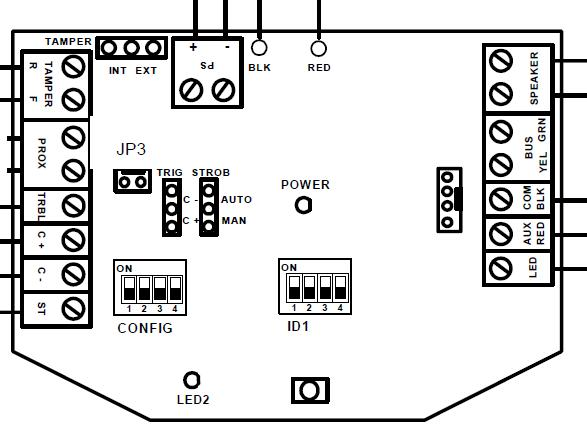 TAMPER
INT EXT
+ -
PS
BLK
RED
TAMPER
R F
PROX
TRBL
C +
C -
ST
JP3
TRIG STROB
C - AUTO
C + MAN
POWER
SPEAKER
BUS
GRN
YEL
COM
BLK
AUX
RED
LED
ON
1 2 3 4
CONFIG
ON
1 2 3 4
ID1
LED2